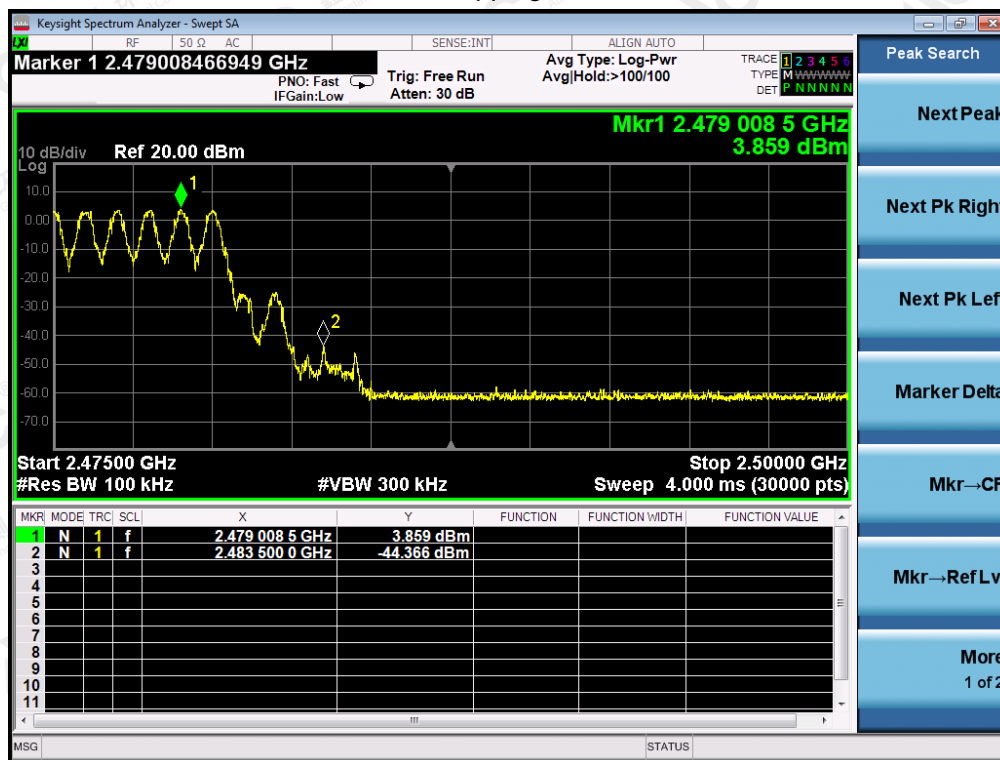 Keysight Spectrum Analyzer - Swept SA
LXI RF 50 Ω AC SENSE:INT ALIGN AUTO
Marker 1 2.479008466949 GHz
PNO: Fast
IFGain:Low
Trig: Free Run
Atten: 30 dB
Avg Type: Log-Pwr
Avg|Hold:>100/100
TRACE 1 2 3 4 5 6
TYPE M WWWWW
DET P N N N N N
Peak Search
Next Peak
Next Pk Right
Next Pk Left
Marker Delta
Mkr→CF
Mkr→Ref Lv
More
1 of 2
Mkr1 2.479 008 5 GHz
3.859 dBm
10 dB/div Ref 20.00 dBm
Log
10.0
0.00
-10.0
-20.0
-30.0
-40.0
-50.0
-60.0
-70.0
1
2
Start 2.47500 GHz Stop 2.50000 GHz
#Res BW 100 kHz #VBW 300 kHz Sweep 4.000 ms (30000 pts)
MKR MODE TRC SCL X Y FUNCTION FUNCTION WIDTH FUNCTION VALUE
1 N 1 f 2.479 008 5 GHz 3.859 dBm
2 N 1 f 2.483 500 0 GHz -44.366 dBm
3
4
5
6
7
8
9
10
11
MSG STATUS